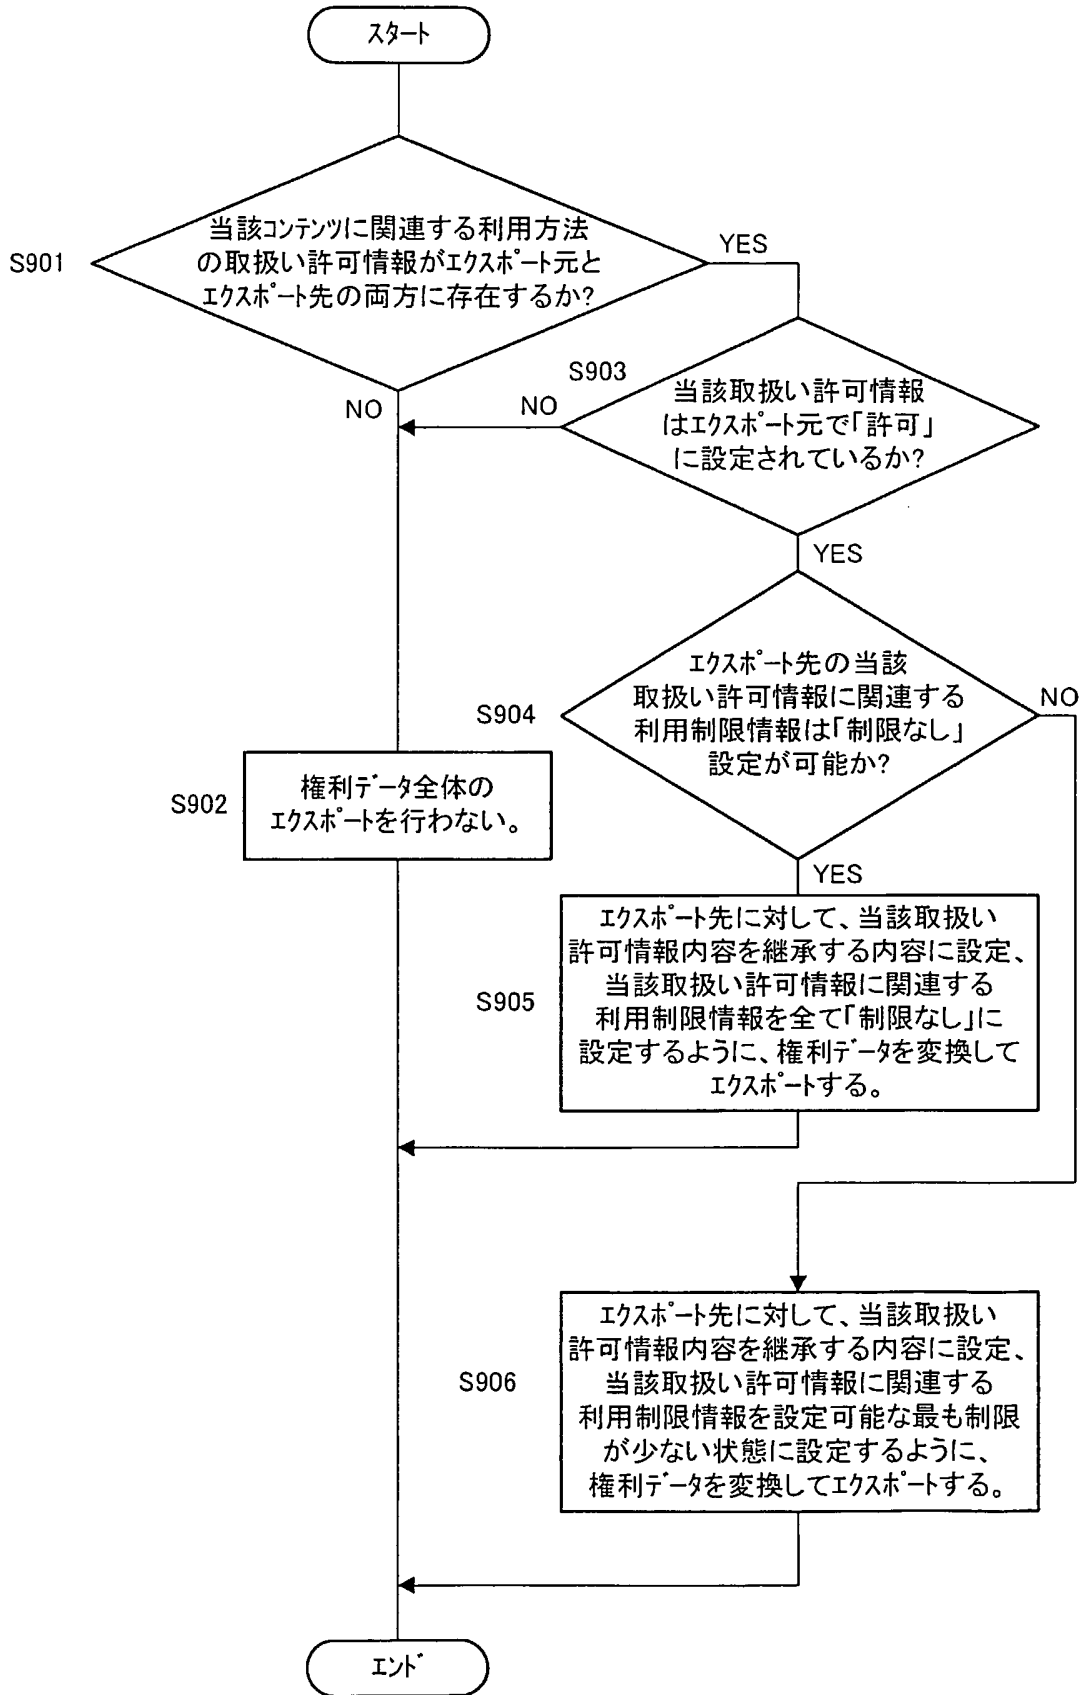 ｽﾀｰﾄ
当該ｺﾝﾃﾝﾂに関連する利用方法
の取扱い許可情報がｴｸｽﾎﾟｰﾄ元と
ｴｸｽﾎﾟｰﾄ先の両方に存在するか?
S901
YES
NO
S903
NO
当該取扱い許可情報
はｴｸｽﾎﾟｰﾄ元で｢許可｣
に設定されているか?
YES
S904
ｴｸｽﾎﾟｰﾄ先の当該
取扱い許可情報に関連する
利用制限情報は｢制限なし｣
設定が可能か?
NO
S902
権利ﾃﾞｰﾀ全体の
ｴｸｽﾎﾟｰﾄを行わない。
YES
S905
ｴｸｽﾎﾟｰﾄ先に対して、当該取扱い
許可情報内容を継承する内容に設定、
当該取扱い許可情報に関連する
利用制限情報を全て｢制限なし｣に
設定するように、権利ﾃﾞｰﾀを変換して
ｴｸｽﾎﾟｰﾄする。
S906
ｴｸｽﾎﾟｰﾄ先に対して、当該取扱い
許可情報内容を継承する内容に設定、
当該取扱い許可情報に関連する
利用制限情報を設定可能な最も制限
が少ない状態に設定するように、
権利ﾃﾞｰﾀを変換してｴｸｽﾎﾟｰﾄする。
ｴﾝﾄﾞ